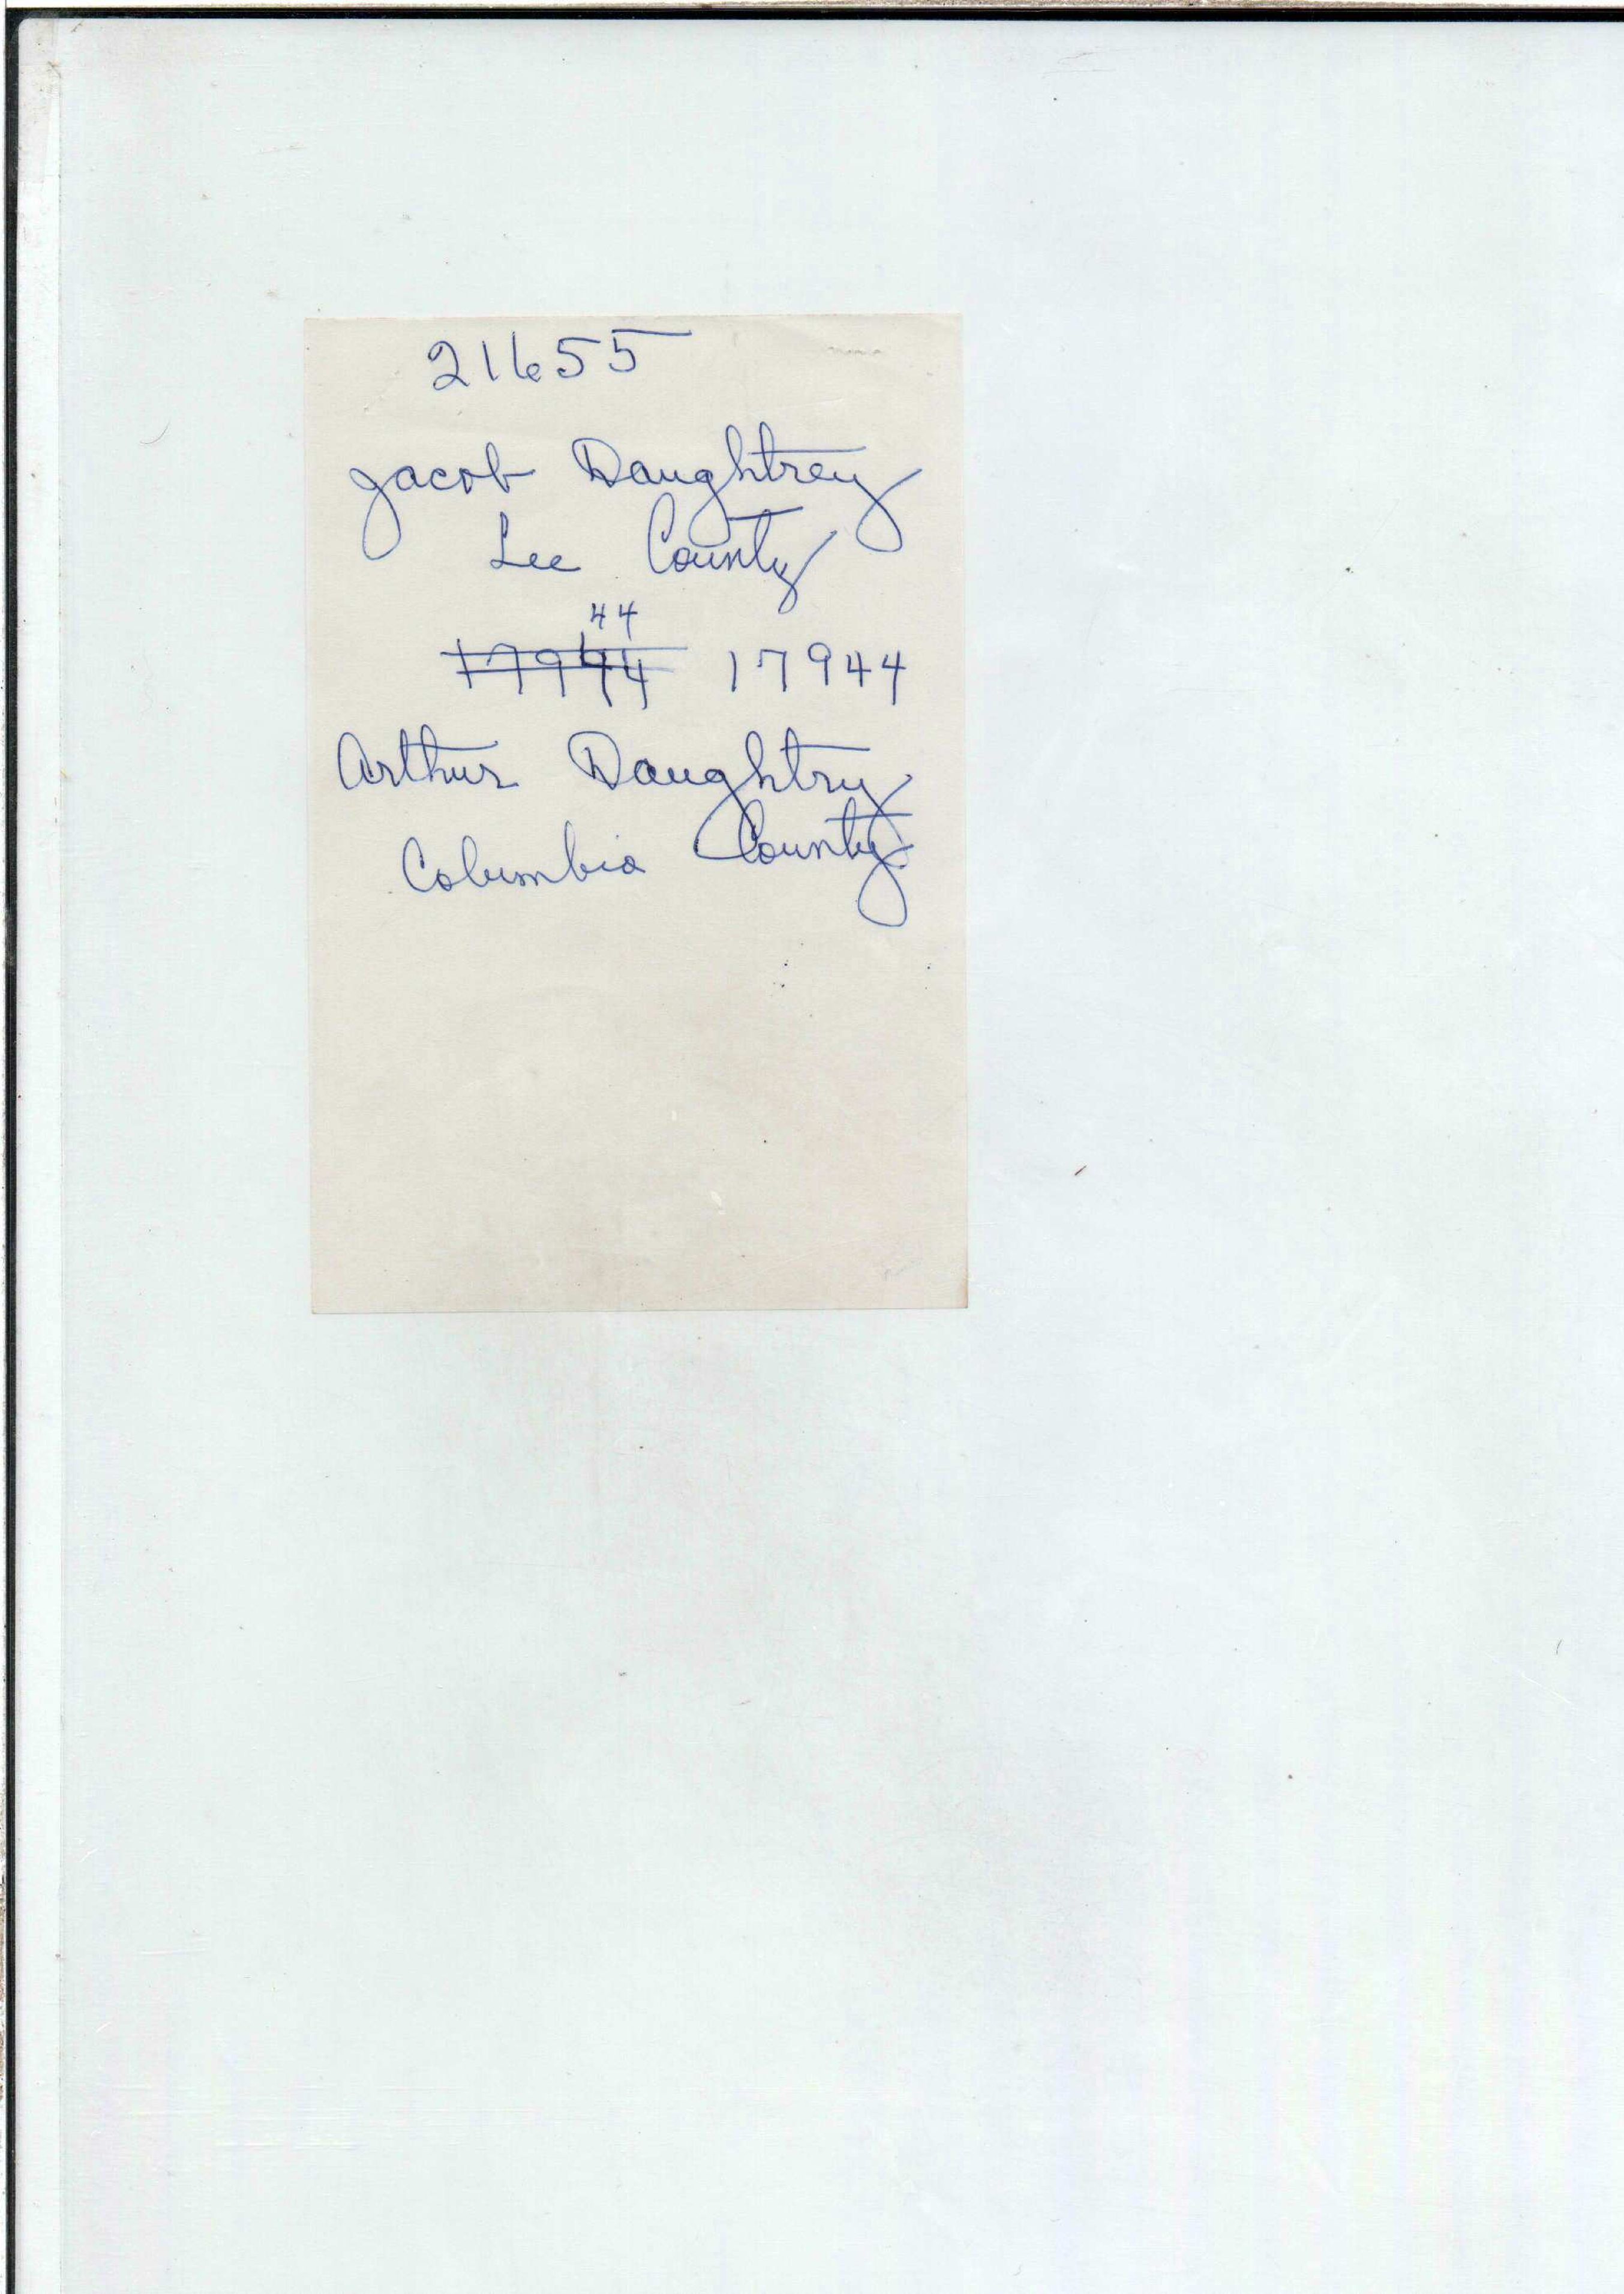 21655
Jacob Daughtrey
Lee County
44
17944 17944
Arthur Daughtry
Columbia County